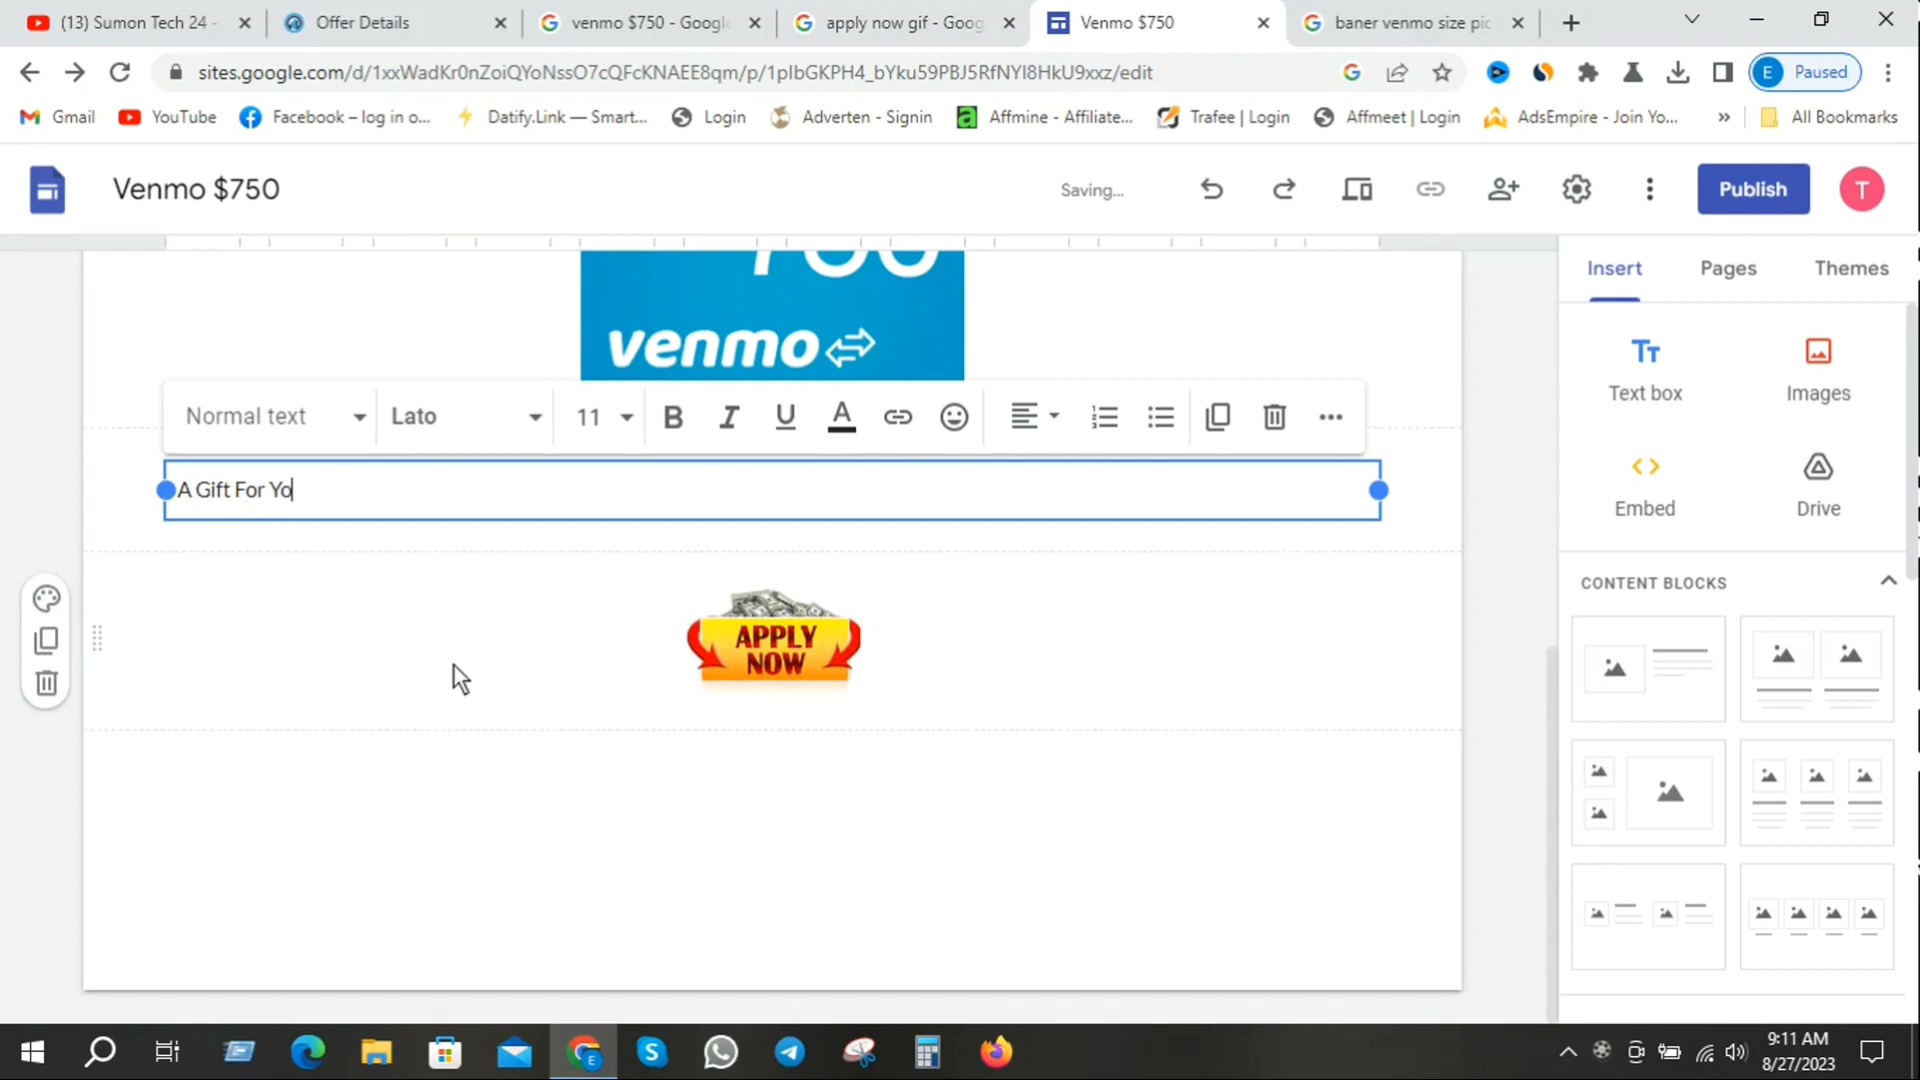 (13) Sumon Tech 24 -
Offer Details
venmo $750 - Google
apply now gif - Goog
Venmo $750
baner venmo size pic
sites.google.com/d/1xxWadKr0nZoiQYoNssO7cQFcKNAEE8qm/p/1plbGKPH4_bYku59PBJ5RfNYI8HkU9xxz/edit
E Paused
Gmail
YouTube
Facebook – log in o...
Datify.Link — Smart...
Login
Adverten - Signin
Affmine - Affiliate...
Trafee | Login
Affmeet | Login
AdsEmpire - Join Yo...
»
All Bookmarks
Venmo $750
Saving...
Publish
T
Insert
Pages
Themes
venmo
Normal text
Lato
11
B
I
U
A
A Gift For Yo
APPLY
NOW
Tт
Text box
Images
Embed
Drive
CONTENT BLOCKS
9:11 AM
8/27/2023